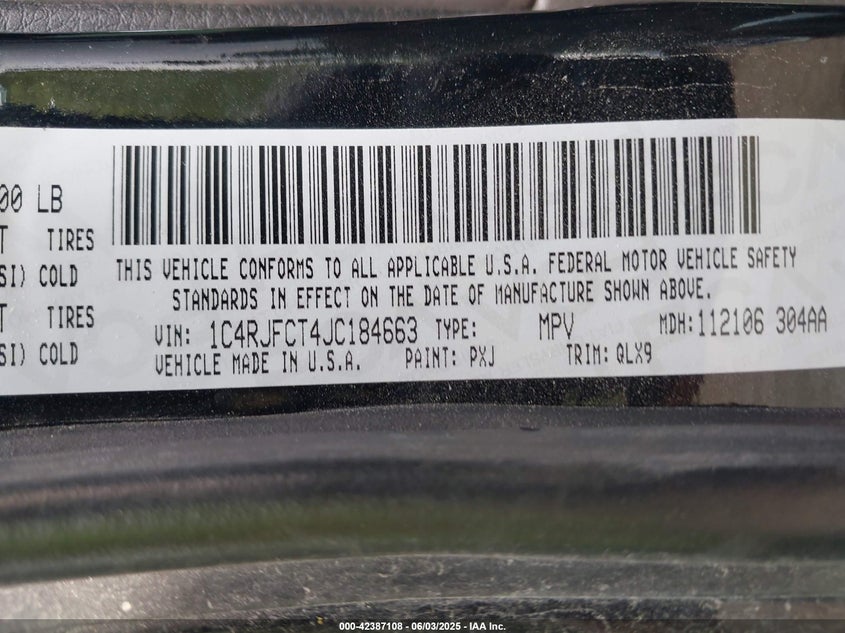 00 LB
T TIRES
SI) COLD
T TIRES
SI) COLD
THIS VEHICLE CONFORMS TO ALL APPLICABLE U.S.A. FEDERAL MOTOR VEHICLE SAFETY
STANDARDS IN EFFECT ON THE DATE OF MANUFACTURE SHOWN ABOVE.
VIN: 1C4RJFCT4JC184663 TYPE: MPV MDH:112106 304AA
VEHICLE MADE IN U.S.A. PAINT: PXJ TRIM: QLX9
000-42387108 - 06/03/2025 - IAA Inc.